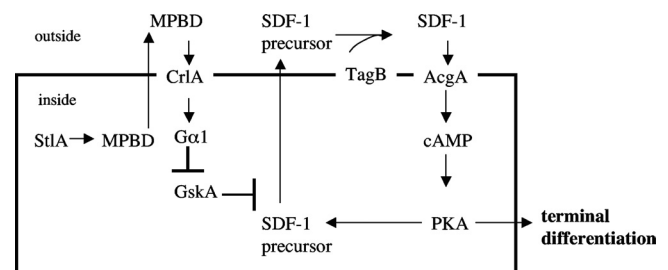 MPBD
SDF-1
precursor
SDF-1
outside
CrlA
TagB
AcgA
inside
StlA
MPBD
Gα1
cAMP
GskA
SDF-1
precursor
PKA
terminal
differentiation